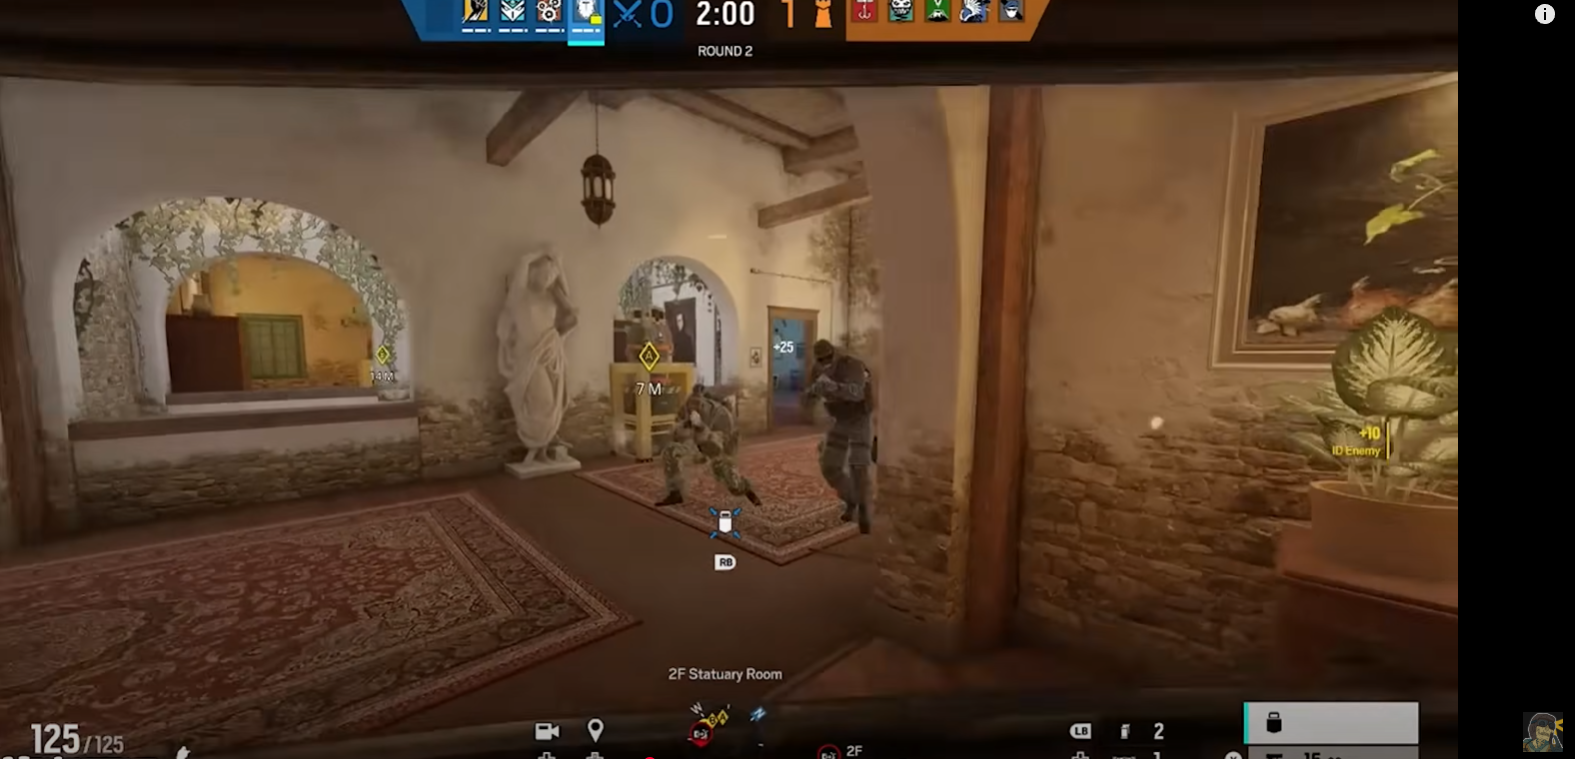 0 2:00 1
ROUND 2
+25
A
7 M
14M
+10
ID Enemy
RB
2F Statuary Room
W
A
125/125
LB 2
2F